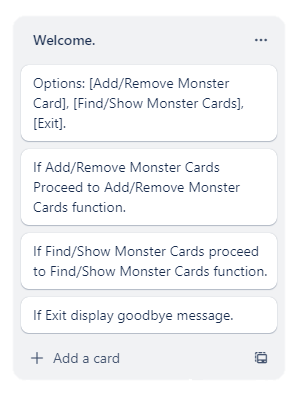 Welcome.
Options: [Add/Remove Monster
Card], [Find/Show Monster Cards],
[Exit].
If Add/Remove Monster Cards
Proceed to Add/Remove Monster
Cards function.
If Find/Show Monster Cards proceed
to Find/Show Monster Cards function.
If Exit display goodbye message.
Add a card